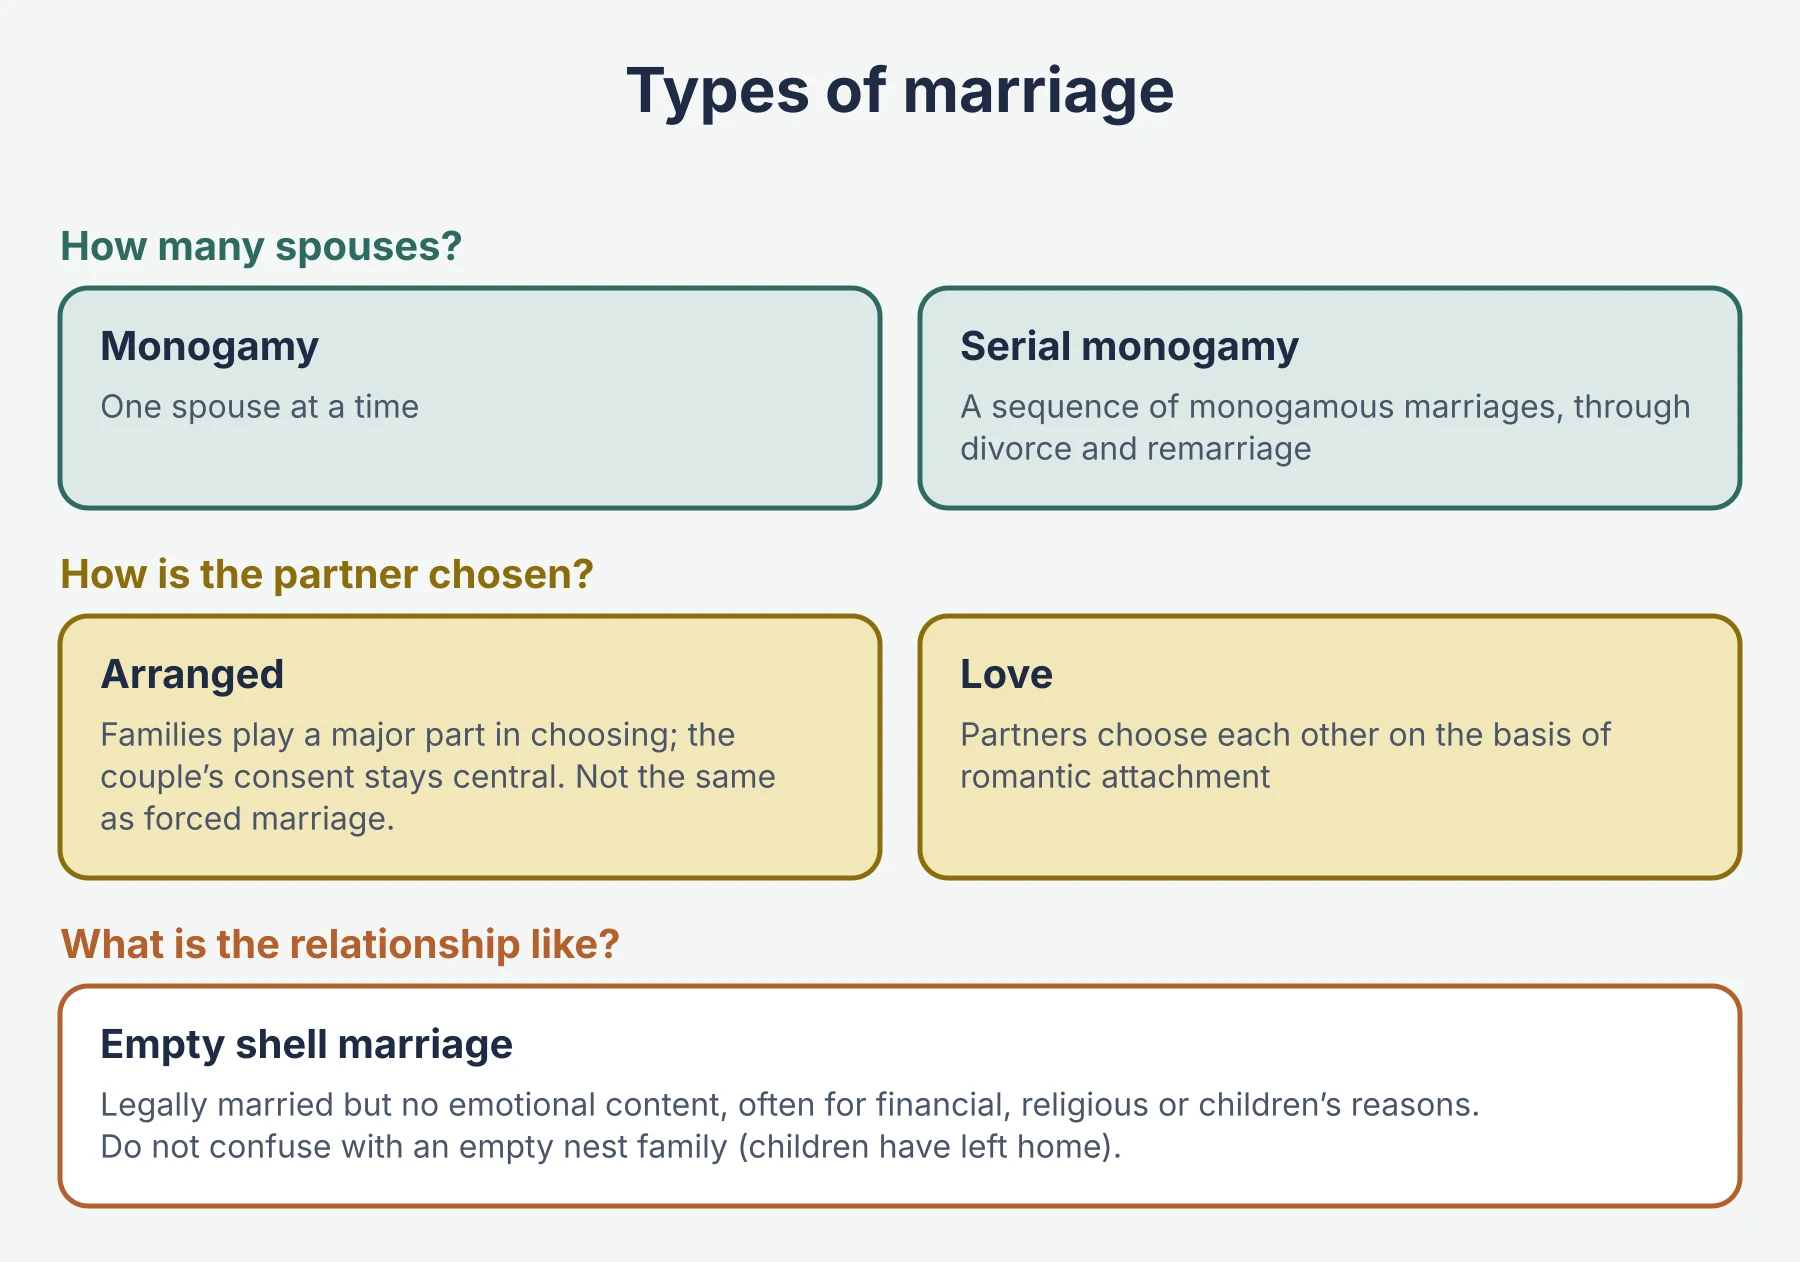 Types of marriage
How many spouses?
Monogamy
One spouse at a time
Serial monogamy
A sequence of monogamous marriages, through
divorce and remarriage
How is the partner chosen?
Arranged
Families play a major part in choosing; the
couple’s consent stays central. Not the same
as forced marriage.
Love
Partners choose each other on the basis of
romantic attachment
What is the relationship like?
Empty shell marriage
Legally married but no emotional content, often for financial, religious or children’s reasons.
Do not confuse with an empty nest family (children have left home).